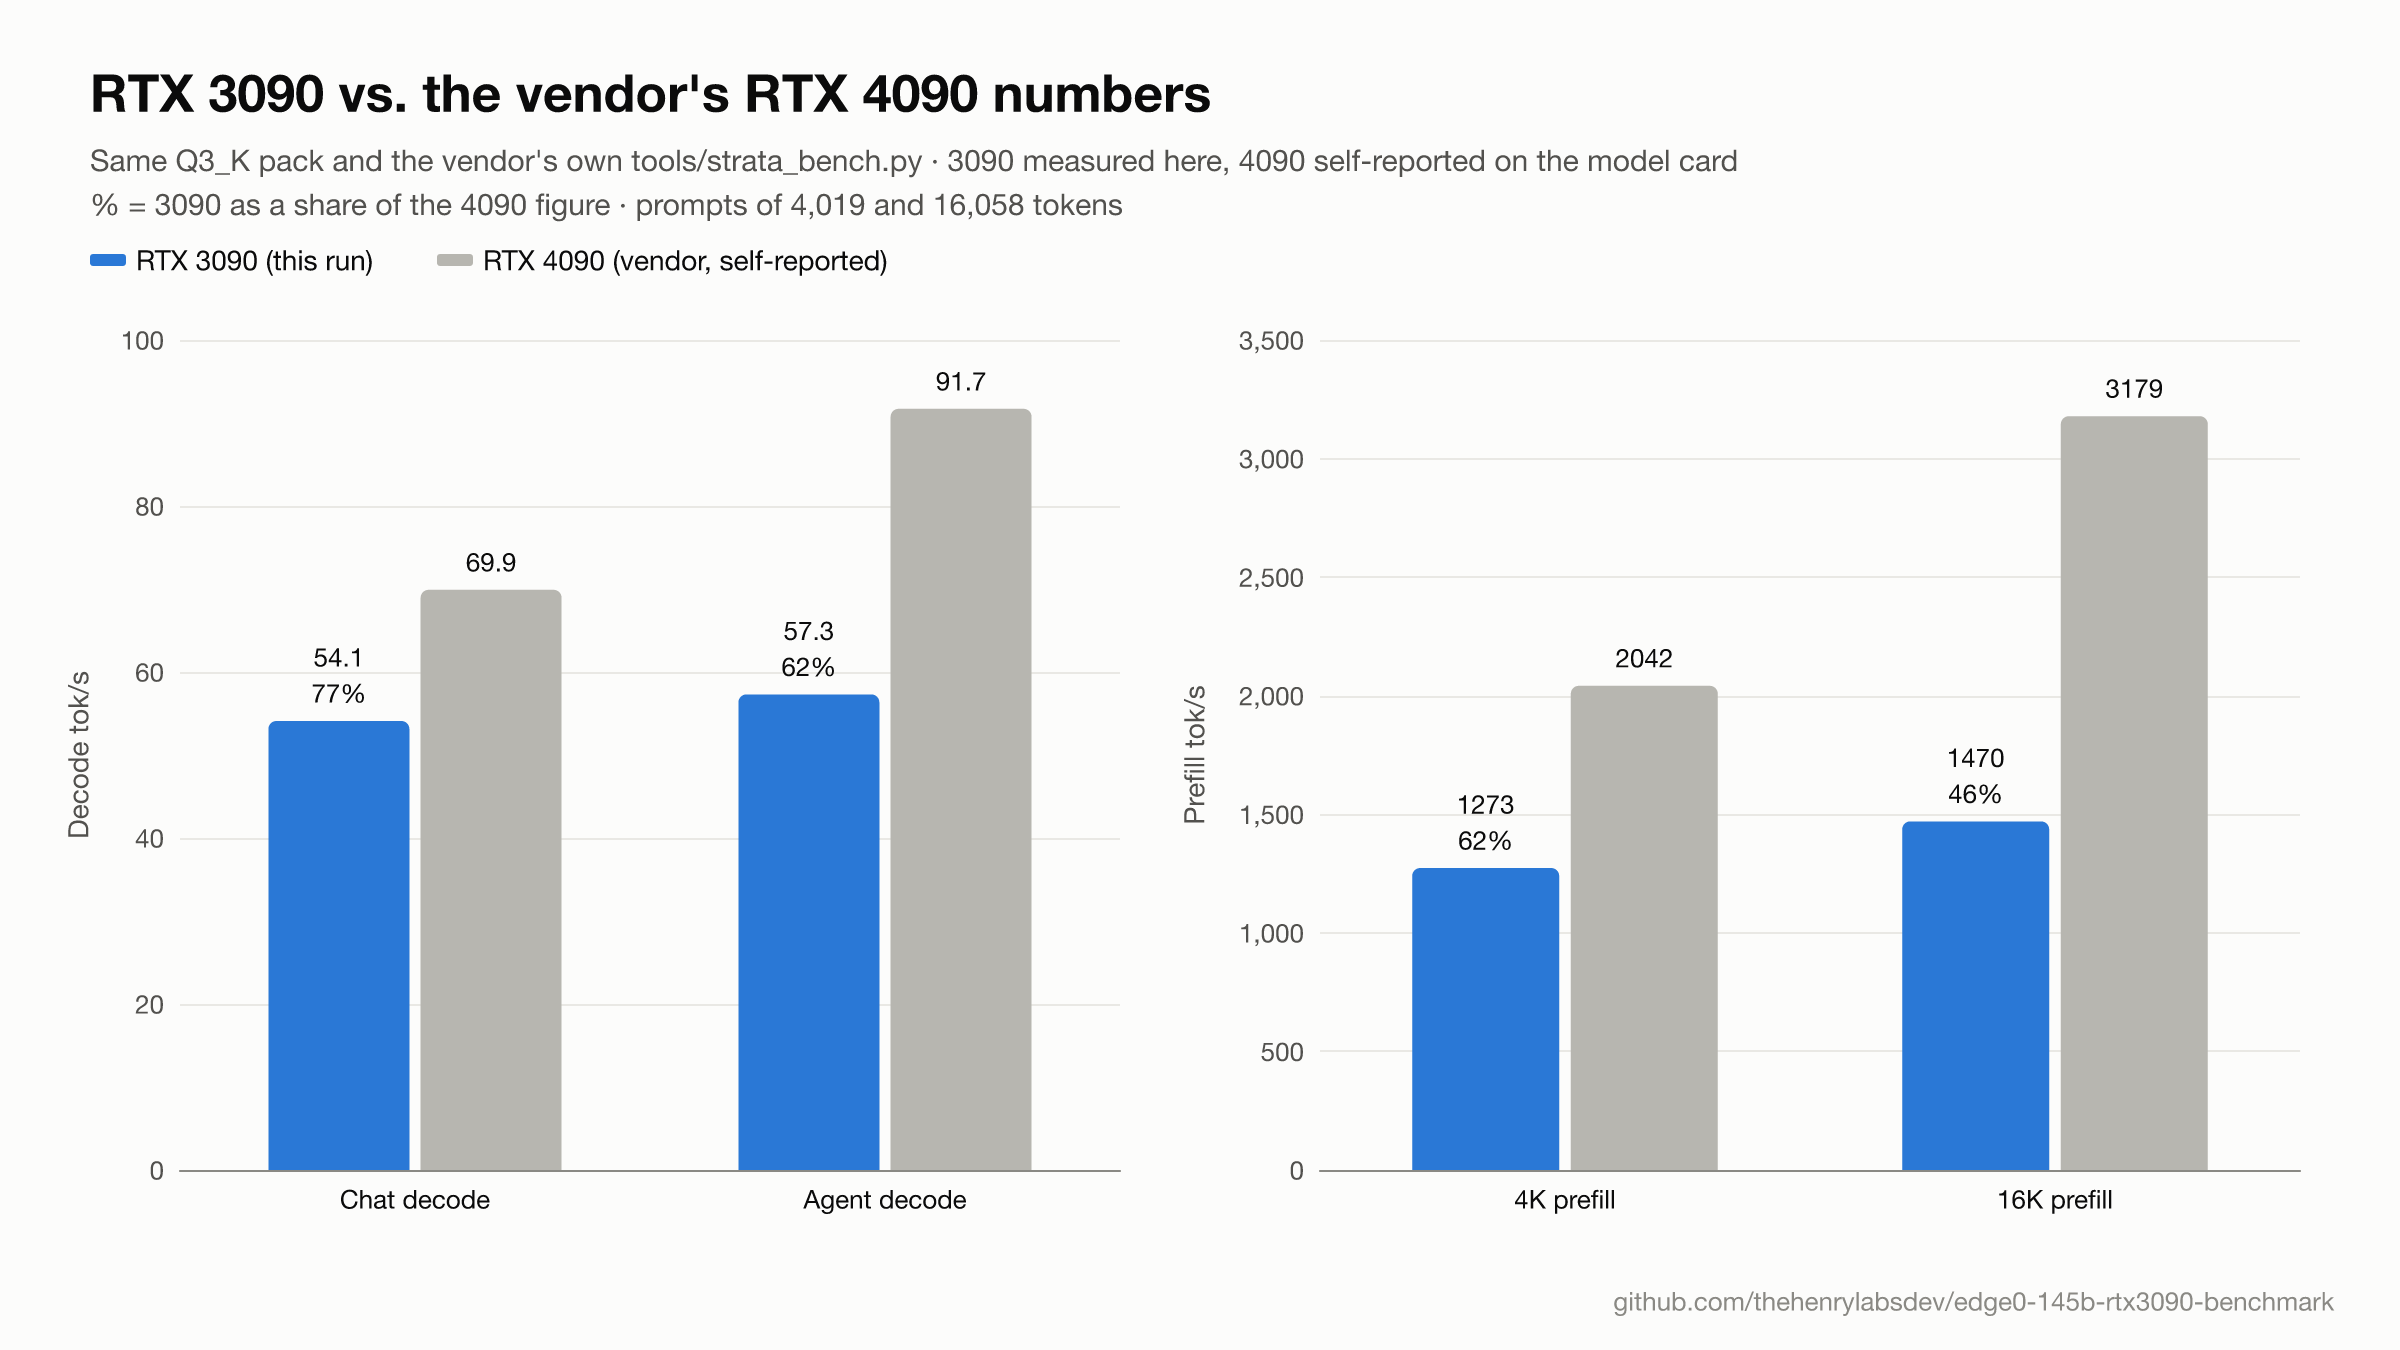 RTX 3090 vs. the vendor's RTX 4090 numbers
Same Q3_K pack and the vendor's own tools/strata_bench.py · 3090 measured here, 4090 self-reported on the model card
% = 3090 as a share of the 4090 figure · prompts of 4,019 and 16,058 tokens
RTX 3090 (this run)
RTX 4090 (vendor, self-reported)
Decode tok/s
100
80
60
40
20
0
54.1
77%
69.9
57.3
62%
91.7
Chat decode
Agent decode
Prefill tok/s
3,500
3,000
2,500
2,000
1,500
1,000
500
0
1273
62%
2042
1470
46%
3179
4K prefill
16K prefill
github.com/thehenrylabsdev/edge0-145b-rtx3090-benchmark